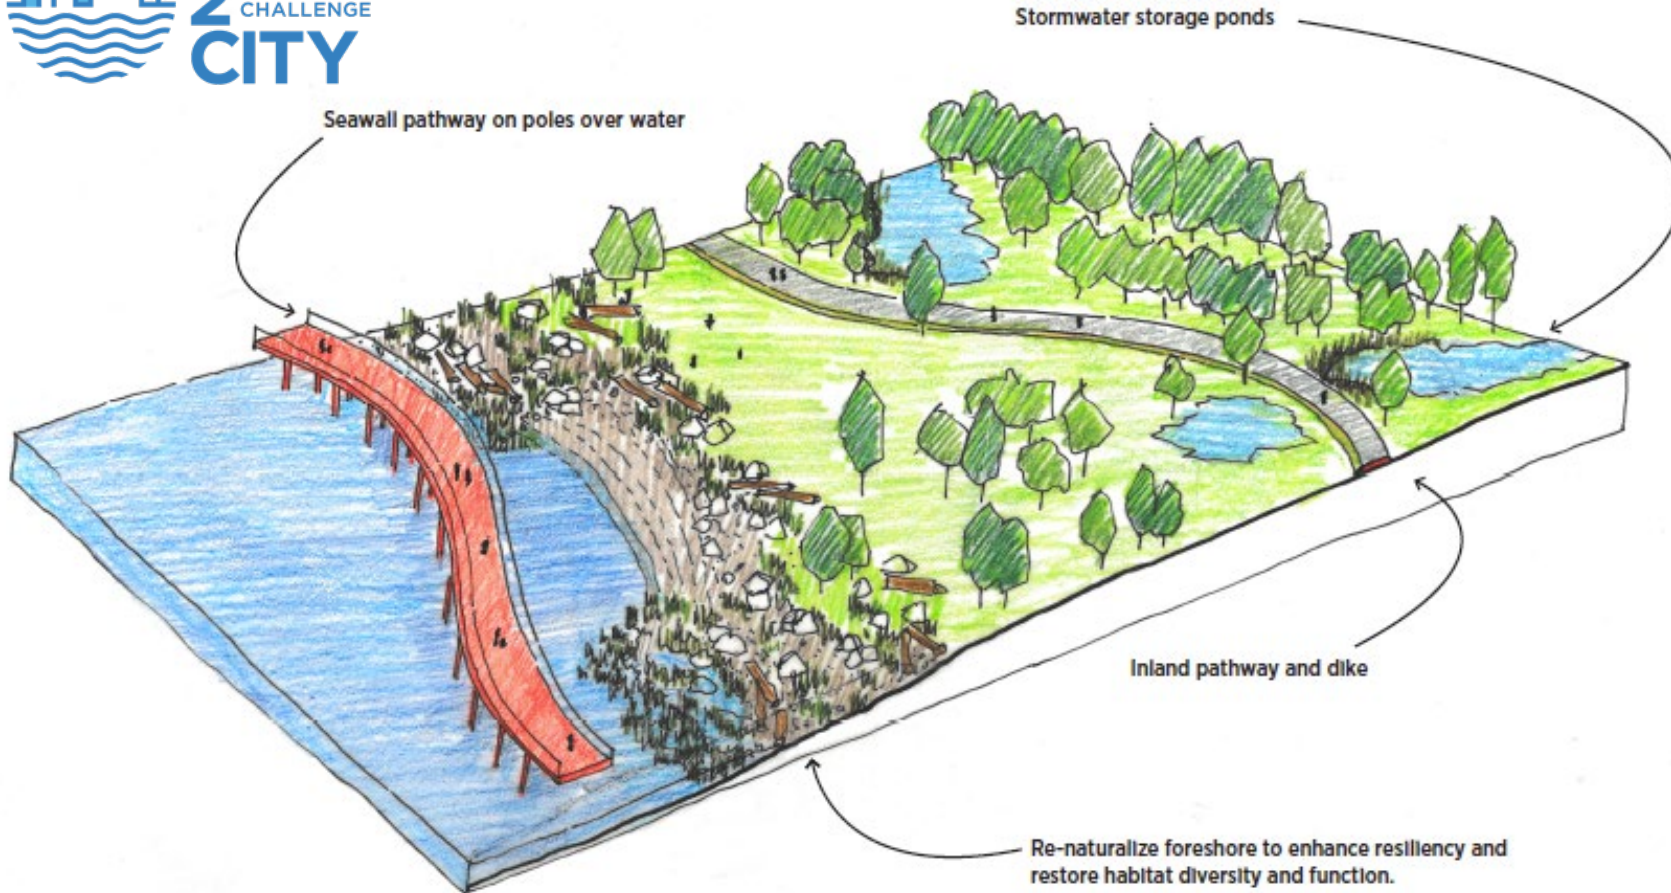 2 CHALLENGE
CITY
Stormwater storage ponds
Seawall pathway on poles over water
Inland pathway and dike
Re-naturalize foreshore to enhance resiliency and
restore habitat diversity and function.